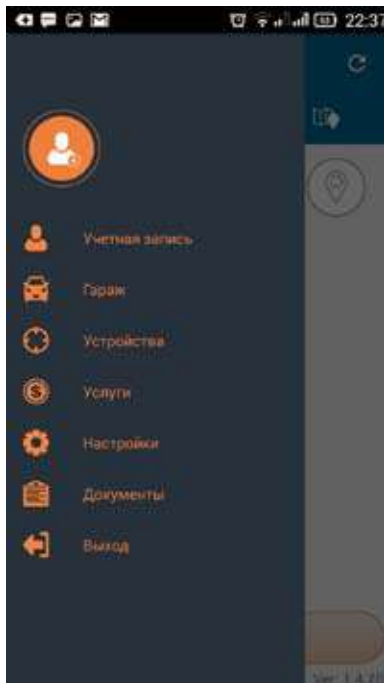 22:37
Учетная запись
Гараж
Устройства
Услуги
Настройки
Документы
Выход